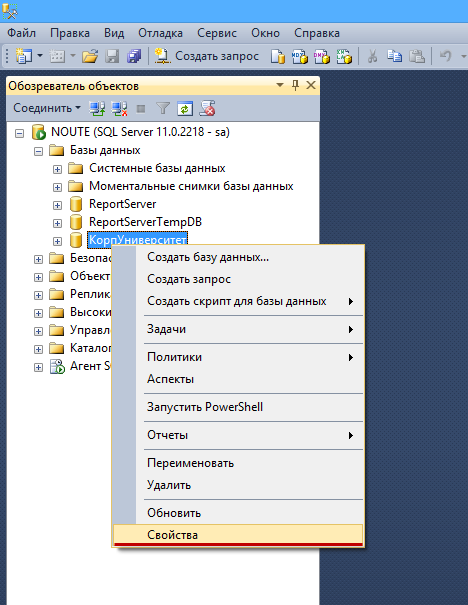 Файл Правка Вид Отладка Сервис Окно Справка
Создать запрос
Обозреватель объектов
Соединить
NOUTE (SQL Server 11.0.2218 - sa)
Базы данных
Системные базы данных
Моментальные снимки базы данных
ReportServer
ReportServerTempDB
КорпУниверситет
Безопас
Объект
Реплик
Высоки
Управл
Каталог
Агент S
Создать базу данных...
Создать запрос
Создать скрипт для базы данных
Задачи
Политики
Аспекты
Запустить PowerShell
Отчеты
Переименовать
Удалить
Обновить
Свойства